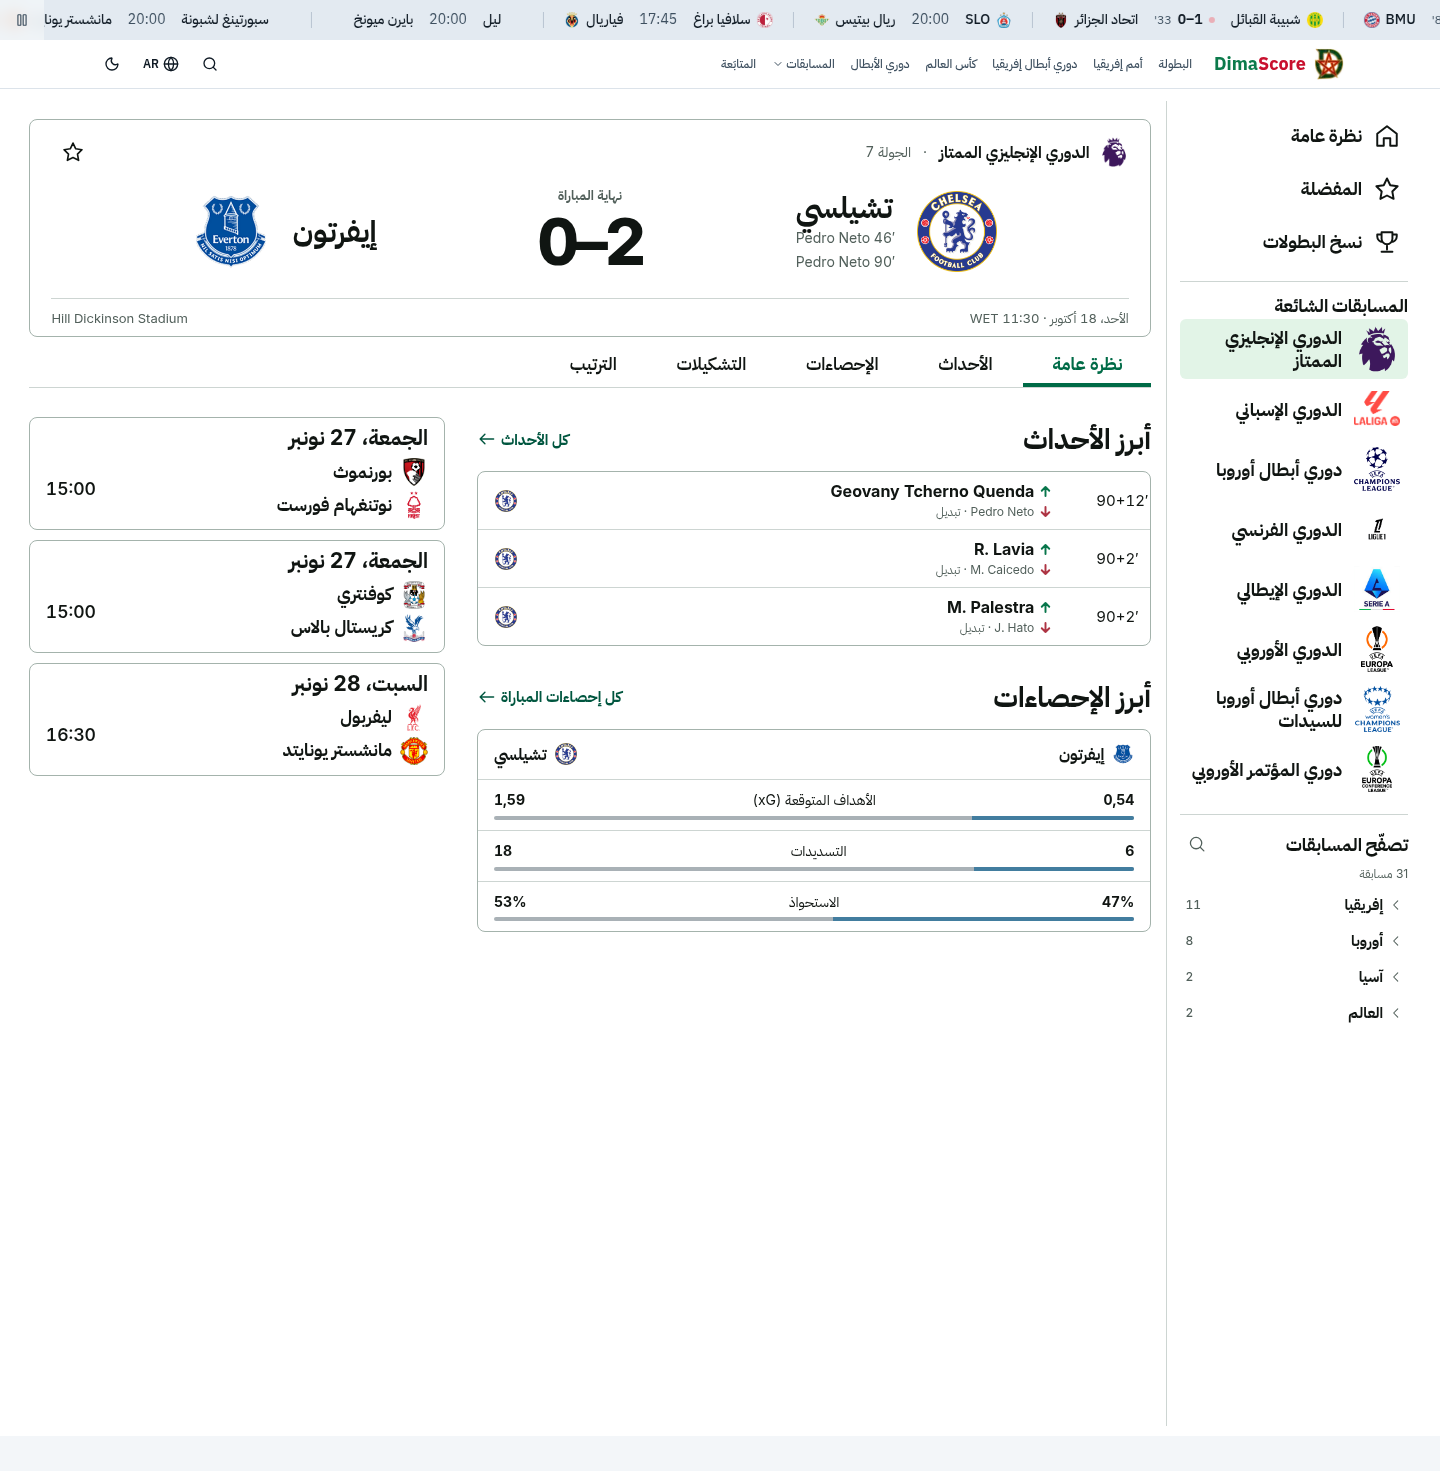 8'
BMU
شبيبة القبائل 1–0 33'
اتحاد الجزائر
SLO 20:00 ريال بيتيس
سلافيا براغ 17:45 فياريال
ليل 20:00 بايرن ميونخ
سبورتينغ لشبونة 20:00 مانشستر يونا
DimaScore
البطولة
أمم إفريقيا
دوري أبطال إفريقيا
كأس العالم
دوري الأبطال
المسابقات
المتابَعة
AR
نظرة عامة
المفضلة
نسخ البطولات
المسابقات الشائعة
الدوري الإنجليزي الممتاز
الدوري الإسباني
دوري أبطال أوروبا
الدوري الفرنسي
الدوري الإيطالي
الدوري الأوروبي
دوري أبطال أوروبا للسيدات
دوري المؤتمر الأوروبي
تصفّح المسابقات
31 مسابقة
إفريقيا 11
أوروبا 8
آسيا 2
العالم 2
الدوري الإنجليزي الممتاز · الجولة 7
تشيلسي
Pedro Neto 46'
Pedro Neto 90'
نهاية المباراة
0–2
إيفرتون
الأحد، 18 أكتوبر · 11:30 WET
Hill Dickinson Stadium
نظرة عامة
الأحداث
الإحصاءات
التشكيلات
الترتيب
أبرز الأحداث
كل الأحداث
90+12'
Geovany Tcherno Quenda
Pedro Neto · تبديل
90+2'
R. Lavia
M. Caicedo · تبديل
90+2'
M. Palestra
J. Hato · تبديل
أبرز الإحصاءات
كل إحصاءات المباراة
إيفرتون
تشيلسي
0,54 الأهداف المتوقعة (xG) 1,59
6 التسديدات 18
47% الاستحواذ 53%
الجمعة، 27 نونبر
بورنموث
نوتنغهام فورست
15:00
الجمعة، 27 نونبر
كوفنتري
كريستال بالاس
15:00
السبت، 28 نونبر
ليفربول
مانشستر يونايتد
16:30